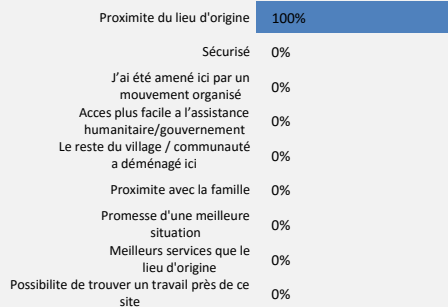 Proximite du lieu d'origine 100%
Sécurisé 0%
J'ai été amené ici par un
mouvement organisé 0%
Acces plus facile a l'assistance
humanitaire/gouvernement 0%
Le reste du village / communauté
a déménagé ici 0%
Proximite avec la famille 0%
Promesse d'une meilleure
situation 0%
Meilleurs services que le
lieu d'origine 0%
Possibilite de trouver un travail près de ce
site 0%